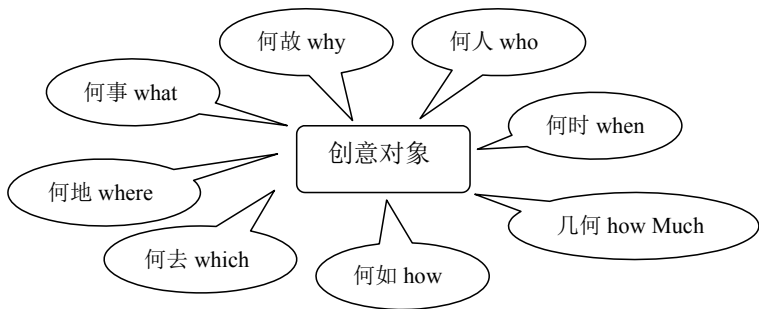 何故 why
何人 who
何事 what
何时 when
创意对象
何地 where
几何 how Much
何去 which
何如 how